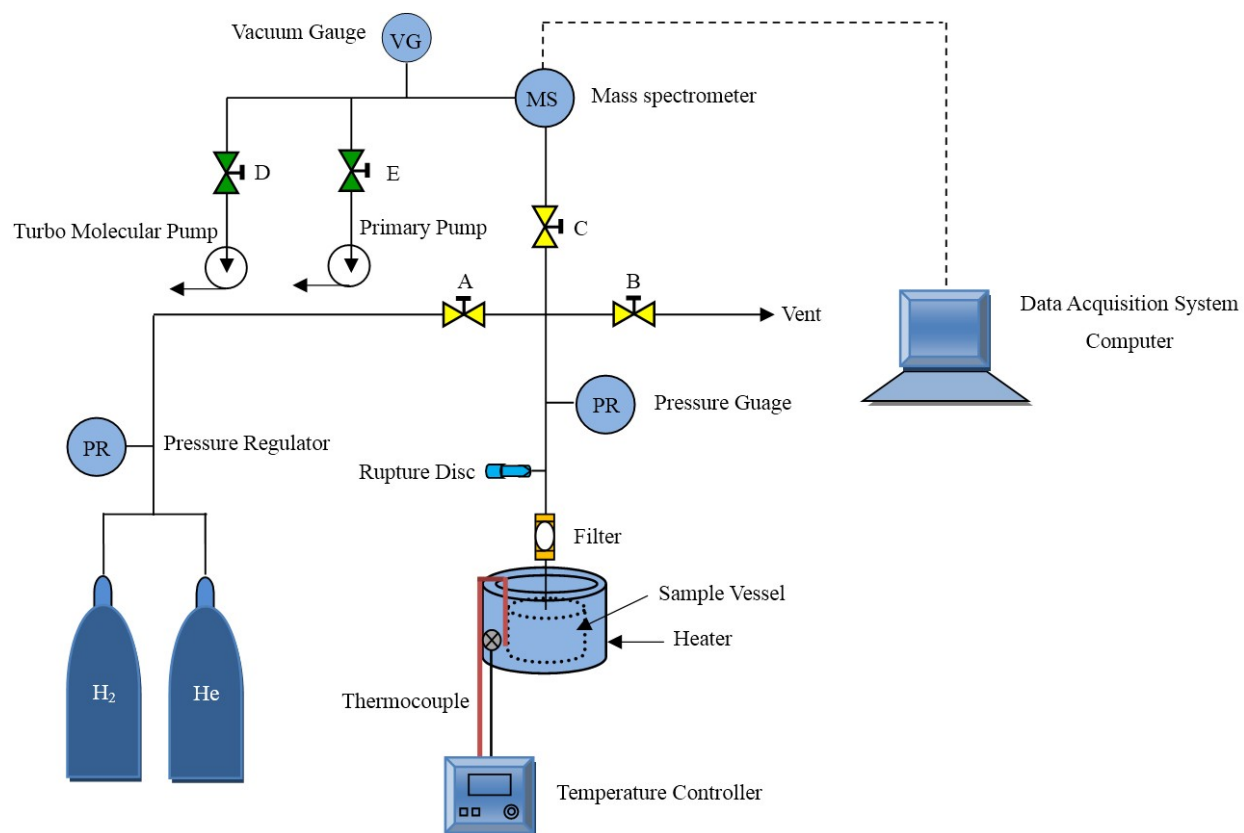 Vacuum Gauge
VG
MS
Mass spectrometer
D
E
Turbo Molecular Pump
Primary Pump
C
A
B
Vent
Data Acquisition System
Computer
PR
Pressure Guage
PR
Pressure Regulator
Rupture Disc
Filter
Sample Vessel
Heater
H₂
He
Thermocouple
Temperature Controller